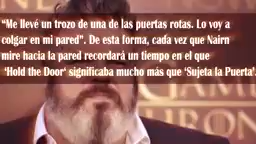 “Me llevé un trozo de una de las puertas rotas. Lo voy a
colgar en mi pared”. De esta forma, cada vez que Nairn
mire hacia la pared recordará un tiempo en el que
‘Hold the Door‘ significaba mucho más que ‘Sujeta la Puerta’.
GAME
THRONE